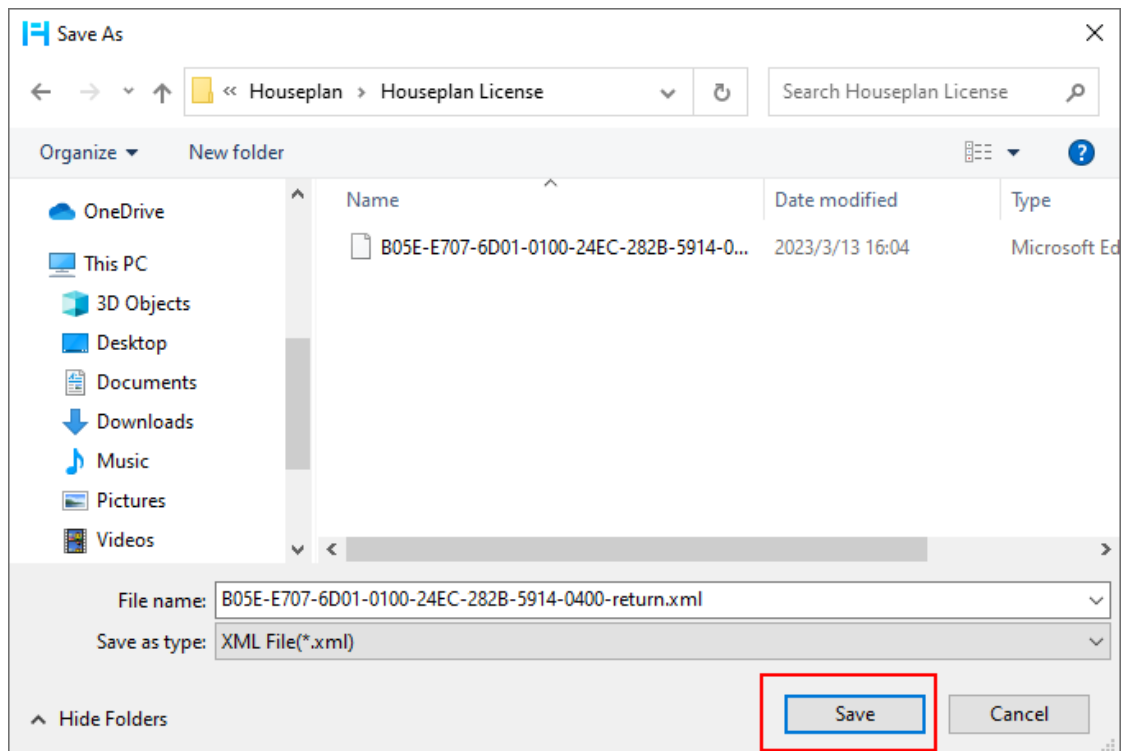 Save As
« Houseplan > Houseplan License
Search Houseplan License
Organize New folder
?
Name Date modified Type
B05E-E707-6D01-0100-24EC-282B-5914-0... 2023/3/13 16:04 Microsoft Ed
OneDrive
This PC
3D Objects
Desktop
Documents
Downloads
Music
Pictures
Videos
File name: B05E-E707-6D01-0100-24EC-282B-5914-0400-return.xml
Save as type: XML File(*.xml)
Hide Folders
Save Cancel